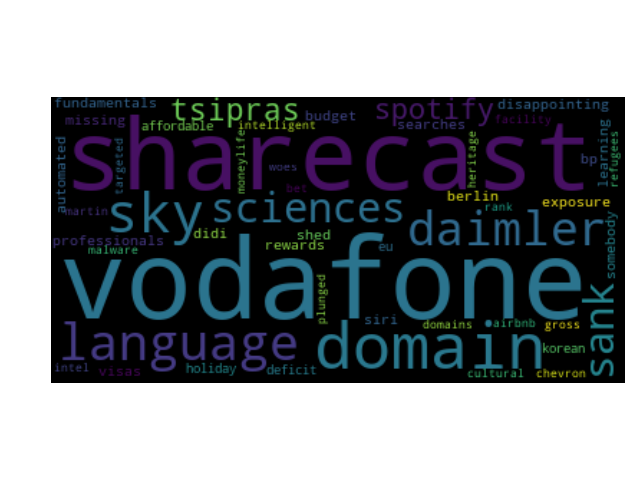 fundamentals
tsipras
spotify
disappointing
missing
affordable
intelligent
budget
searches
facility
sharecast
automated
targeted
moneylife
woes
bet
heritage
bp
learning
refugees
martin
sky
sciences
berlin
rank
exposure
professionals
didi
shed
rewards
eu
daimler
somebody
malware
vodafone
plunged
sank
language
siri
domains
airbnb
gross
domain
korean
intel
visas
holiday
deficit
cultural
chevron